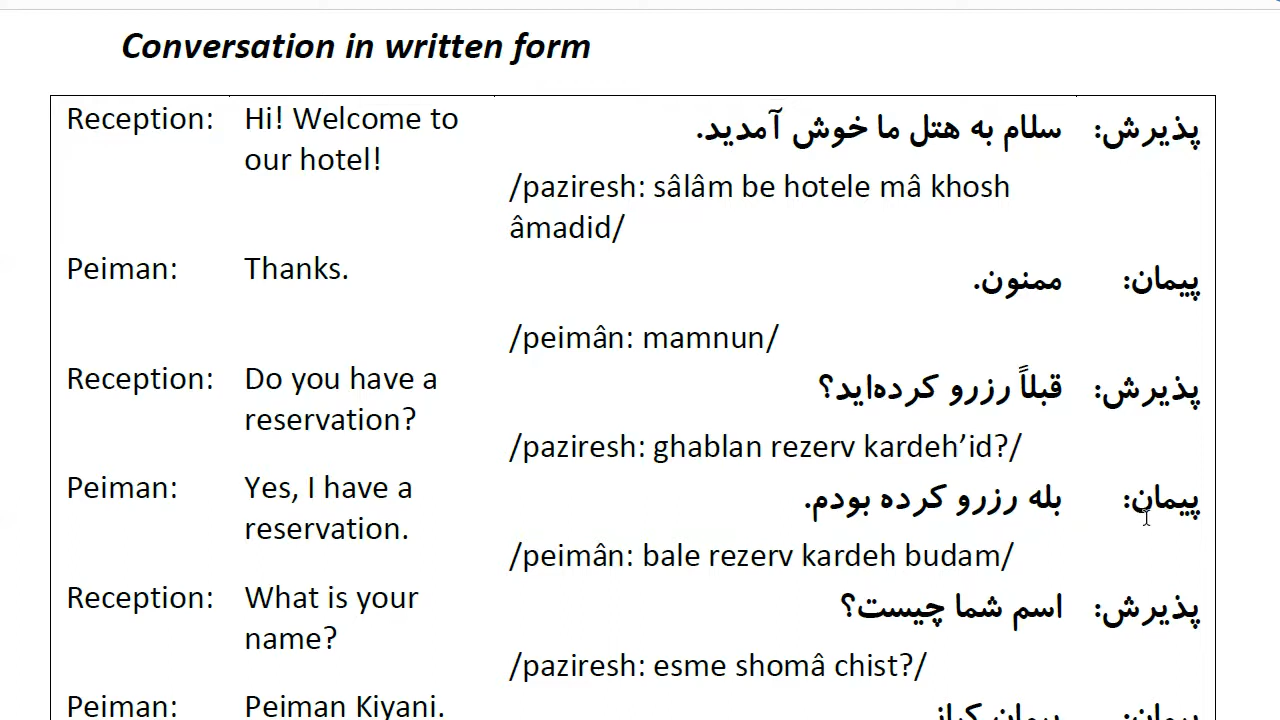 Conversation in written form
Reception: Hi! Welcome to our hotel! پذیرش: سلام به هتل ما خوش آمدید.
/paziresh: sâlâm be hotele mâ khosh
âmadid/
Peiman: Thanks. پیمان: ممنون.
/peimân: mamnun/
Reception: Do you have a reservation? پذیرش: قبلاً رزرو کرده‌اید؟
/paziresh: ghablan rezerv kardeh’id?/
Peiman: Yes, I have a reservation. پیمان: بله رزرو کرده بودم.
/peimân: bale rezerv kardeh budam/
Reception: What is your name? پذیرش: اسم شما چیست؟
/paziresh: esme shomâ chist?/
Peiman: Peiman Kiyani. پیمان: پیمان